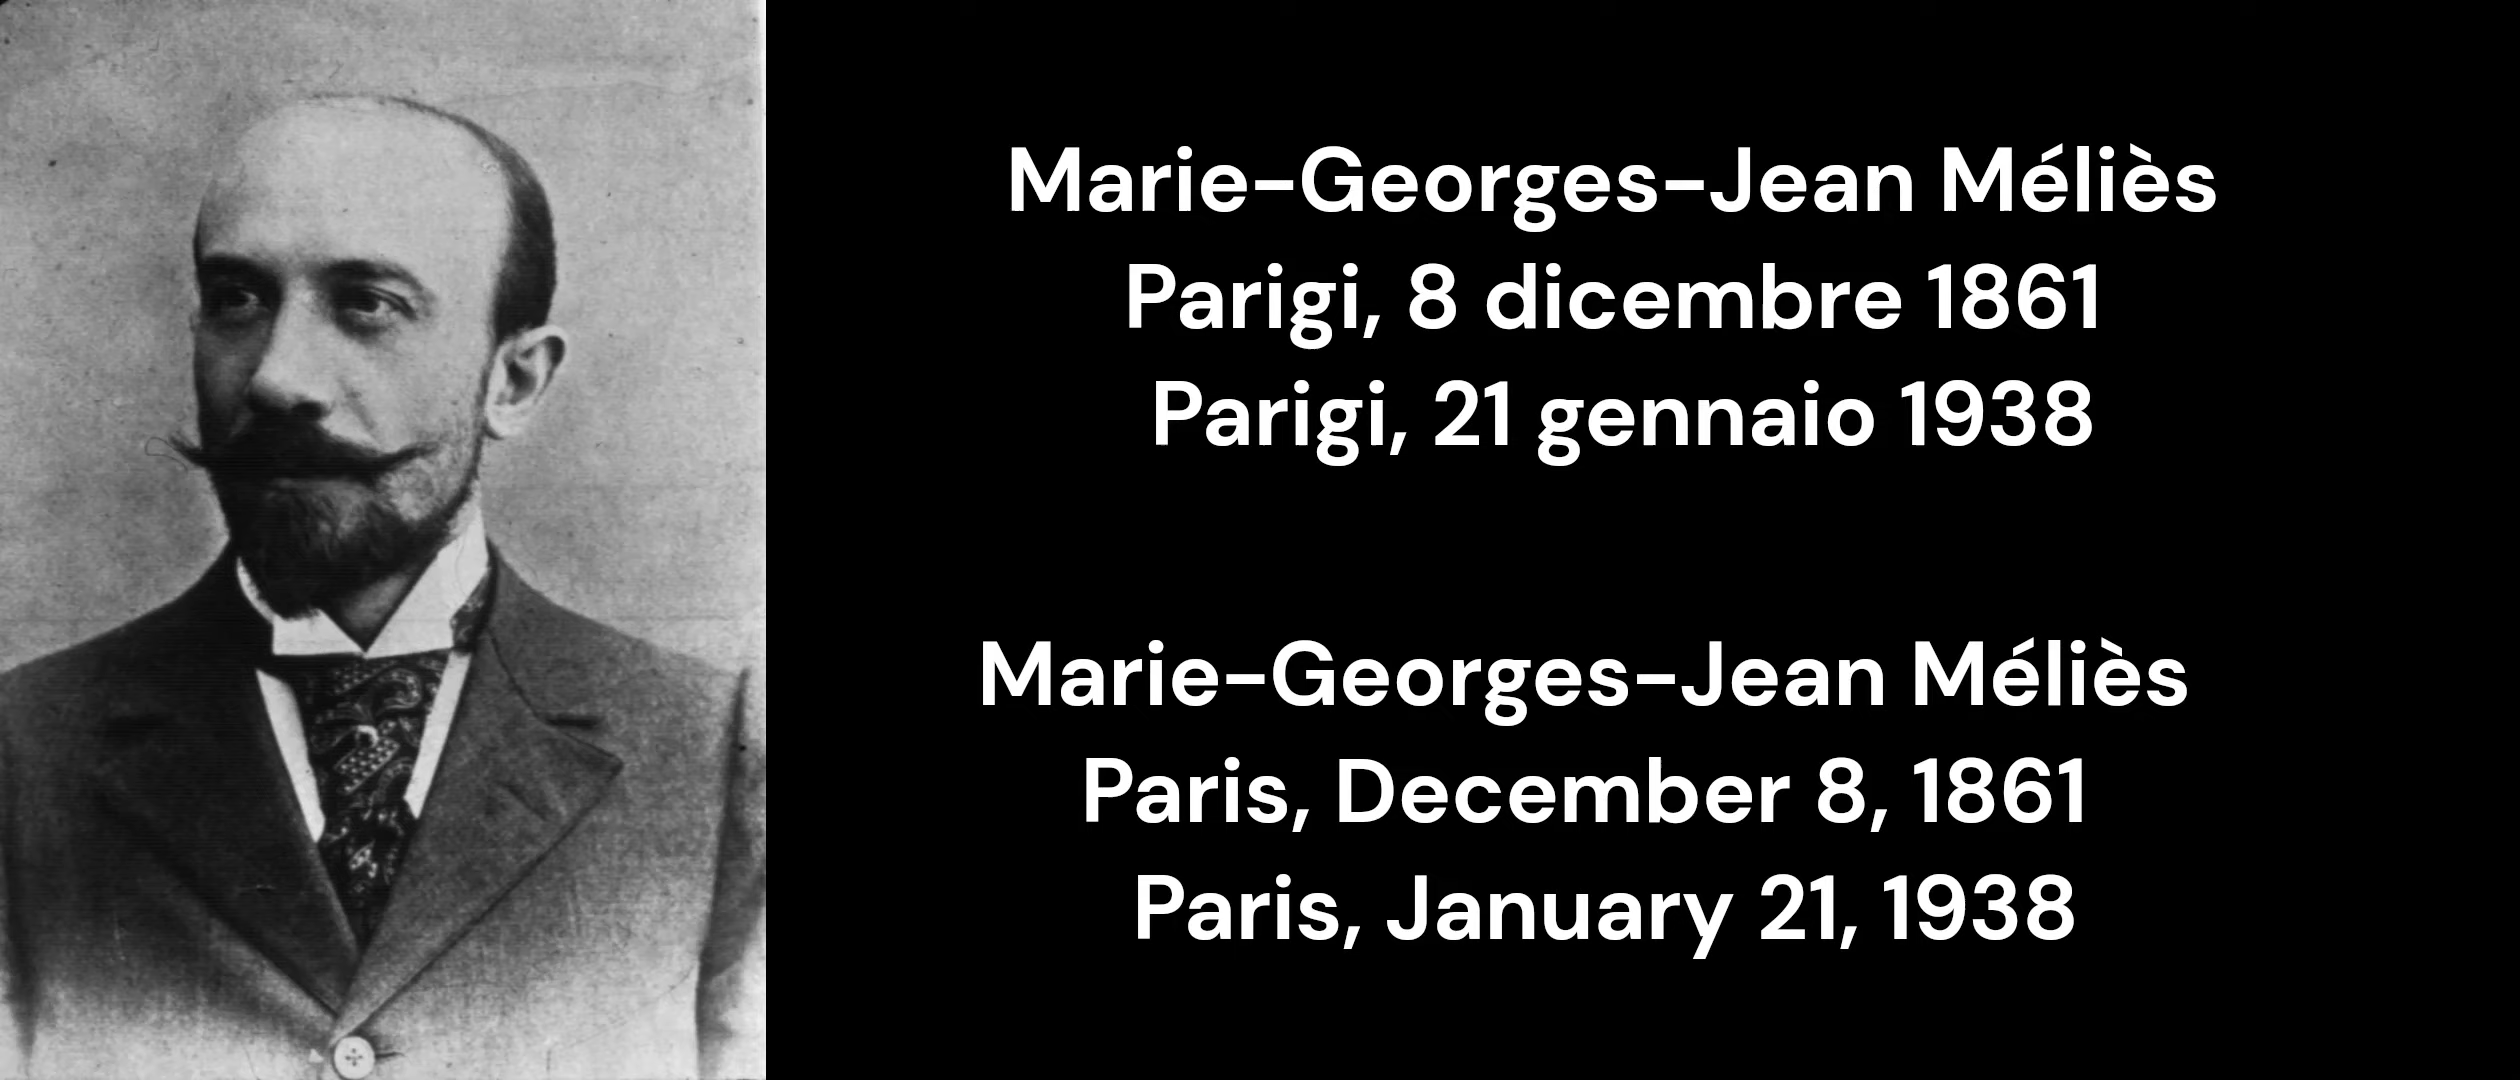 Marie-Georges-Jean Méliès
Parigi, 8 dicembre 1861
Parigi, 21 gennaio 1938
Marie-Georges-Jean Méliès
Paris, December 8, 1861
Paris, January 21, 1938